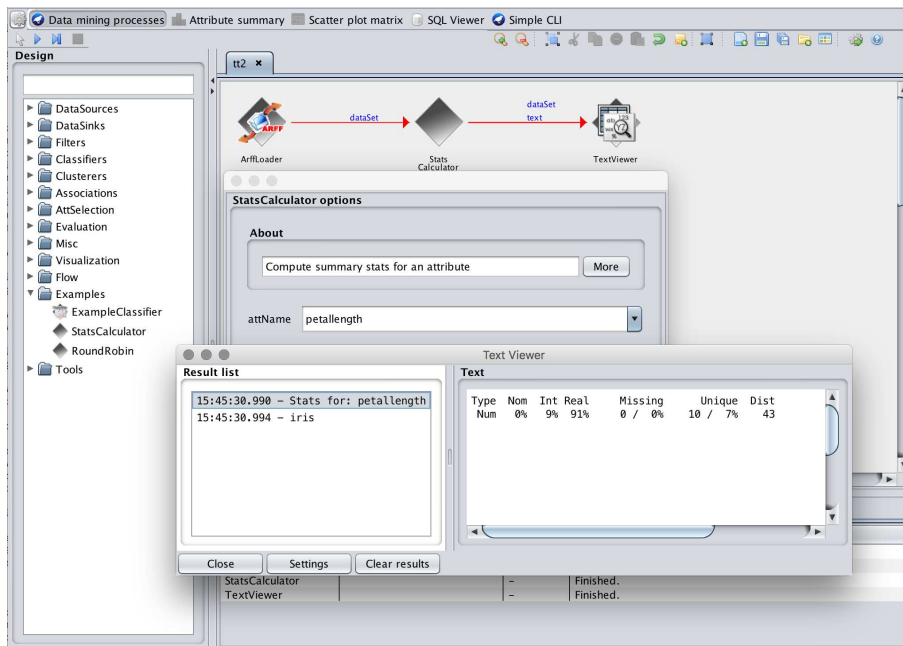 Data mining processes Attribute summary Scatter plot matrix SQL Viewer Simple CLI
Design
tt2
DataSources
DataSinks
Filters
Classifiers
Clusterers
Associations
AttSelection
Evaluation
Misc
Visualization
Flow
Examples
ExampleClassifier
StatsCalculator
RoundRobin
Tools
ARFF
ArffLoader
dataSet
Stats
Calculator
dataSet
text
TextViewer
StatsCalculator options
About
Compute summary stats for an attribute
More
attName petallength
Text Viewer
Result list
15:45:30.990 – Stats for: petallength
15:45:30.994 – iris
Text
Type Nom Int Real Missing Unique Dist
Num 0% 9% 91% 0 / 0% 10 / 7% 43
Close Settings Clear results
StatsCalculator – Finished.
TextViewer – Finished.